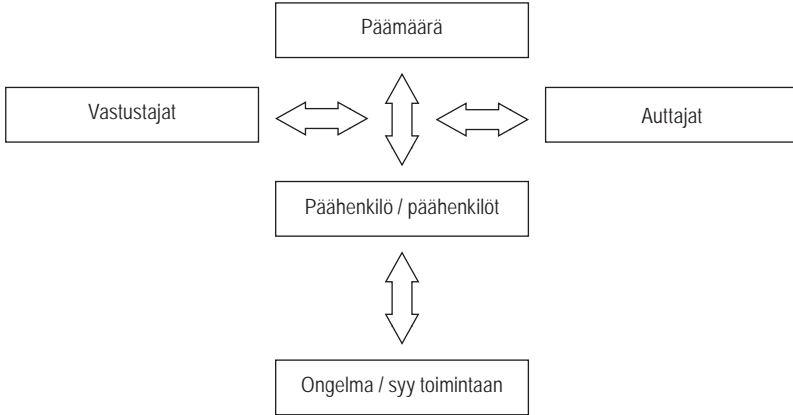 Päämäärä
Vastustajat
Auttajat
Päähenkilö / päähenkilöt
Ongelma / syy toimintaan